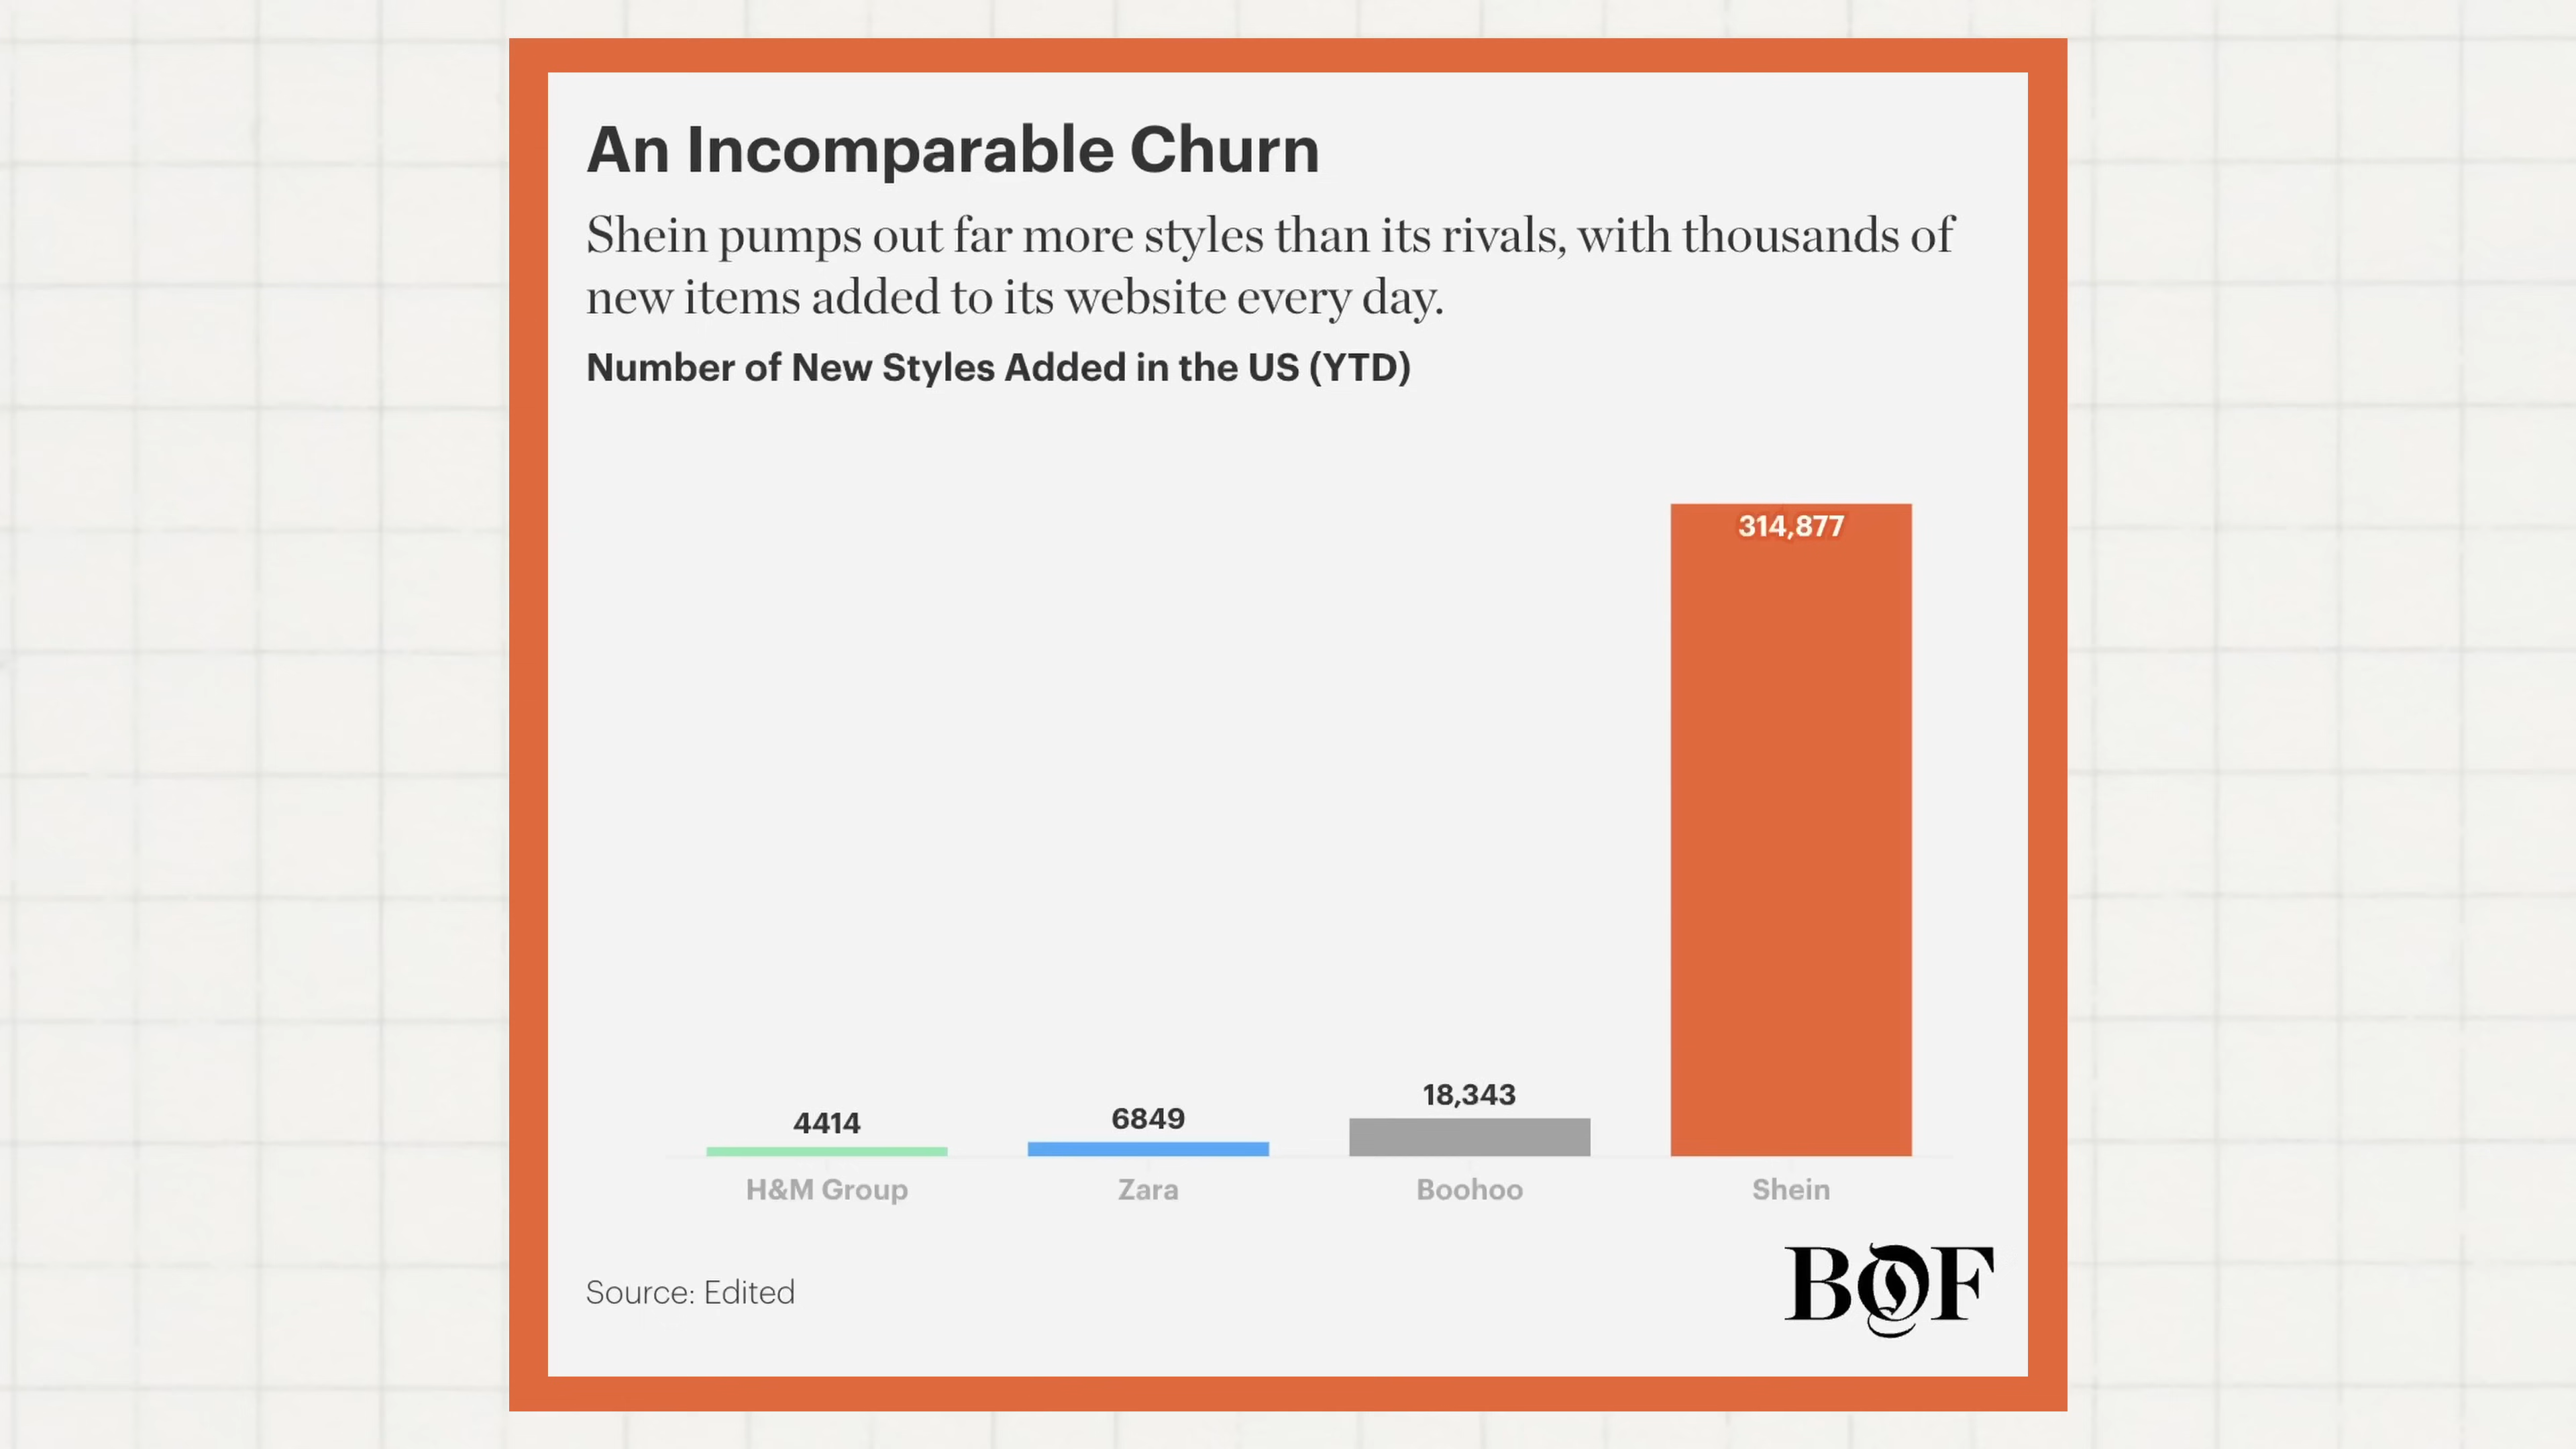 An Incomparable Churn
Shein pumps out far more styles than its rivals, with thousands of
new items added to its website every day.
Number of New Styles Added in the US (YTD)
314,877
18,343
6849
4414
H&M Group
Zara
Boohoo
Shein
Source: Edited
BOF